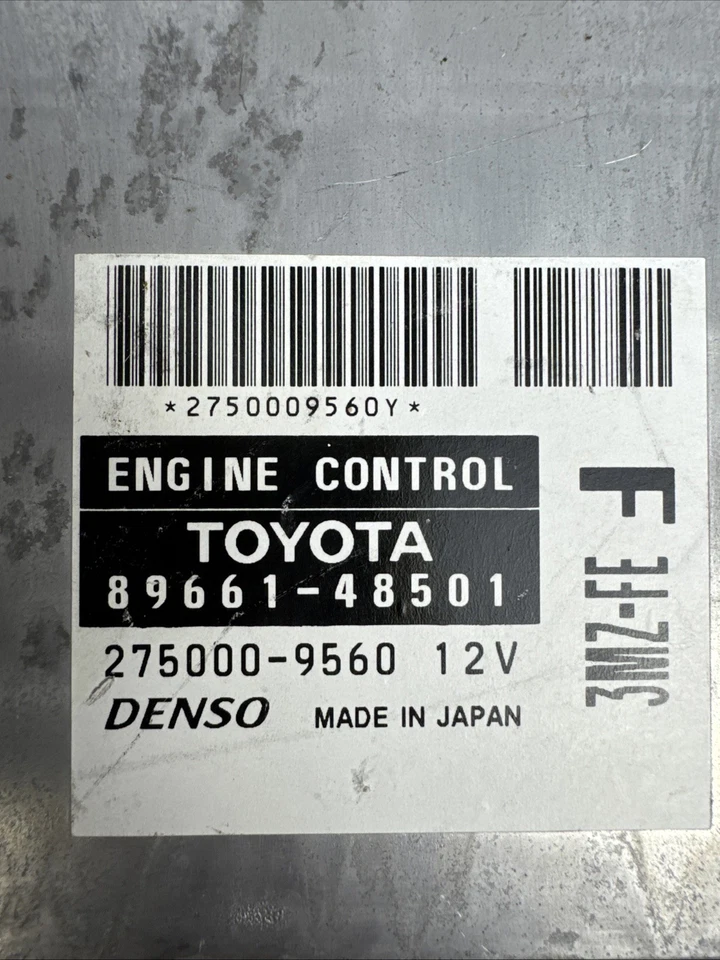 *2750009560Y*
ENGINE CONTROL
TOYOTA
89661-48501
275000-9560 12V
DENSO MADE IN JAPAN
F
3MZ-FE